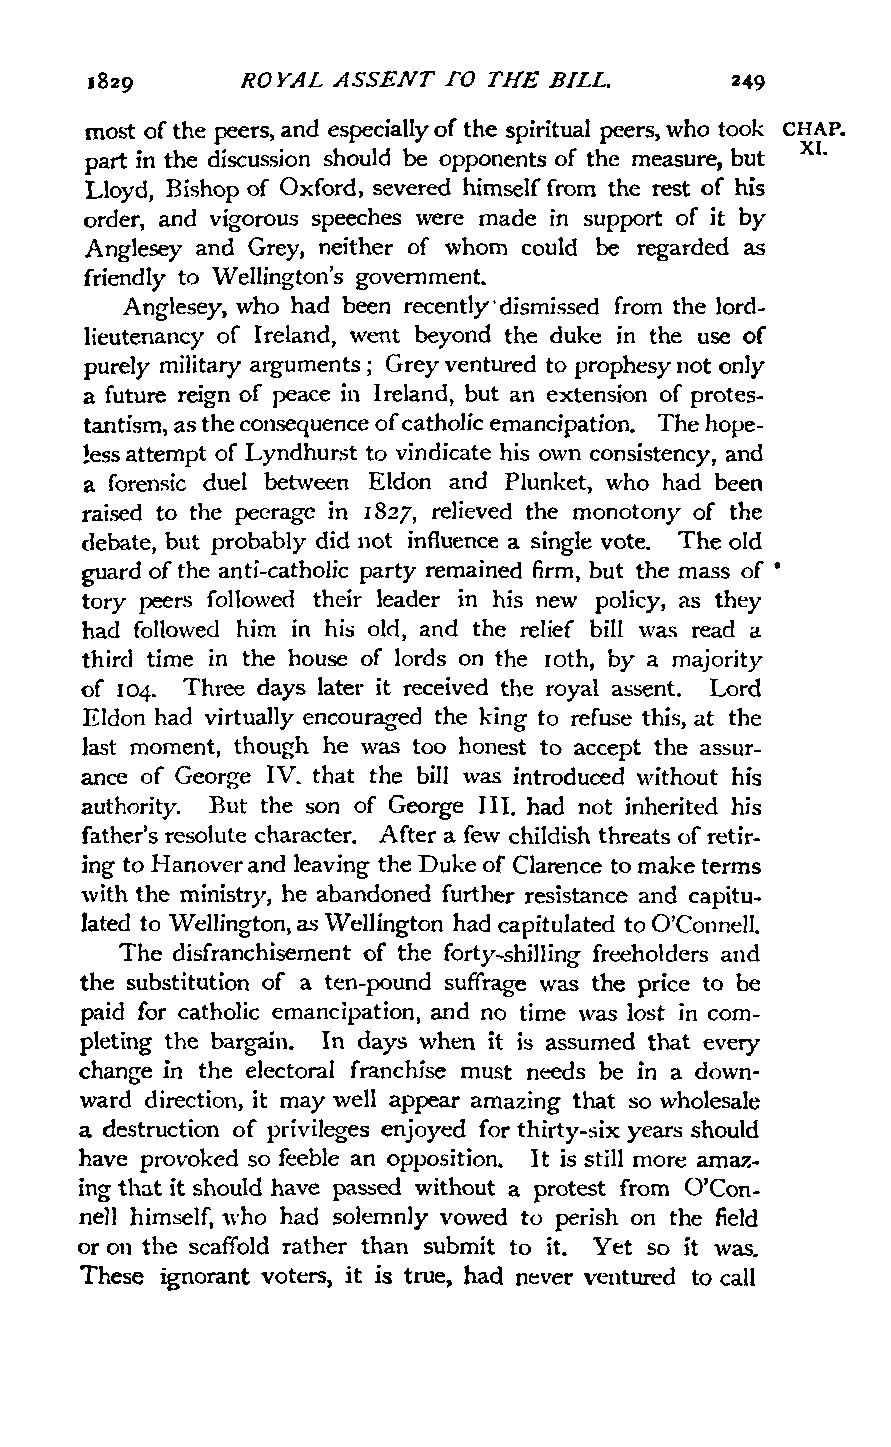 1829 ROYAL ASSENT TO THE BILL. 249
most of the peers, and especially of the spiritual peers, who took CHAP.
part in the discussion should be opponents of the measure, but XI.
Lloyd, Bishop of Oxford, severed himself from the rest of his
order, and vigorous speeches were made in support of it by
Anglesey and Grey, neither of whom could be regarded as
friendly to Wellington's government.
Anglesey, who had been recently dismissed from the lord-
lieutenancy of Ireland, went beyond the duke in the use of
purely military arguments; Grey ventured to prophesy not only
a future reign of peace in Ireland, but an extension of protes-
tantism, as the consequence of catholic emancipation. The hope-
less attempt of Lyndhurst to vindicate his own consistency, and
a forensic duel between Eldon and Plunket, who had been
raised to the peerage in 1827, relieved the monotony of the
debate, but probably did not influence a single vote. The old
guard of the anti-catholic party remained firm, but the mass of
tory peers followed their leader in his new policy, as they
had followed him in his old, and the relief bill was read a
third time in the house of lords on the 10th, by a majority
of 104. Three days later it received the royal assent. Lord
Eldon had virtually encouraged the king to refuse this, at the
last moment, though he was too honest to accept the assur-
ance of George IV. that the bill was introduced without his
authority. But the son of George III. had not inherited his
father's resolute character. After a few childish threats of retir-
ing to Hanover and leaving the Duke of Clarence to make terms
with the ministry, he abandoned further resistance and capitu-
lated to Wellington, as Wellington had capitulated to O'Connell.
The disfranchisement of the forty-shilling freeholders and
the substitution of a ten-pound suffrage was the price to be
paid for catholic emancipation, and no time was lost in com-
pleting the bargain. In days when it is assumed that every
change in the electoral franchise must needs be in a down-
ward direction, it may well appear amazing that so wholesale
a destruction of privileges enjoyed for thirty-six years should
have provoked so feeble an opposition. It is still more amaz-
ing that it should have passed without a protest from O'Con-
nell himself, who had solemnly vowed to perish on the field
or on the scaffold rather than submit to it. Yet so it was.
These ignorant voters, it is true, had never ventured to call